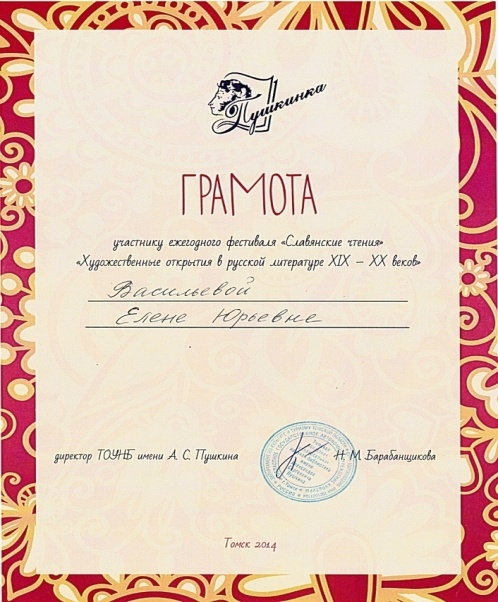 Пушкинка
ГРАМОТА
участнику ежегодного фестиваля «Славянские чтения»
«Художественные открытия в русской литературе XIX – XX веков»
Васильевой
Елене Юрьевне
директор ТОУНБ имени А. С. Пушкина
Н. М. Барабанщикова
Томск 2014